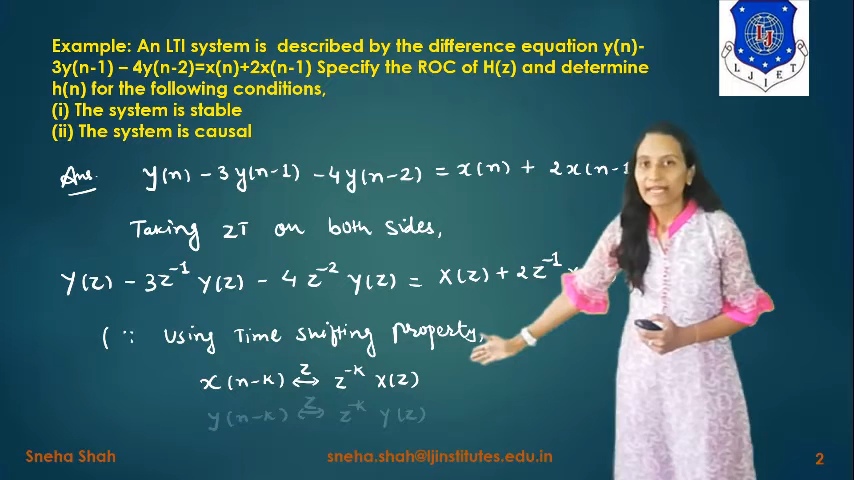 Example: An LTI system is described by the difference equation y(n)-
3y(n-1) – 4y(n-2)=x(n)+2x(n-1) Specify the ROC of H(z) and determine
h(n) for the following conditions,
(i) The system is stable
(ii) The system is causal
LJIET
Ans. y(n) - 3y(n-1) - 4y(n-2) = x(n) + 2x(n-1
Taking ZT on both sides,
Y(z) - 3z⁻¹ Y(z) - 4 z⁻² Y(z) = X(z) + 2z⁻¹
(∵ Using Time shifting property,
x(n-k) ↔ᶻ z⁻ᵏ X(z)
y(n-k) ↔ᶻ z⁻ᵏ Y(z)
Sneha Shah
sneha.shah@ljinstitutes.edu.in
2